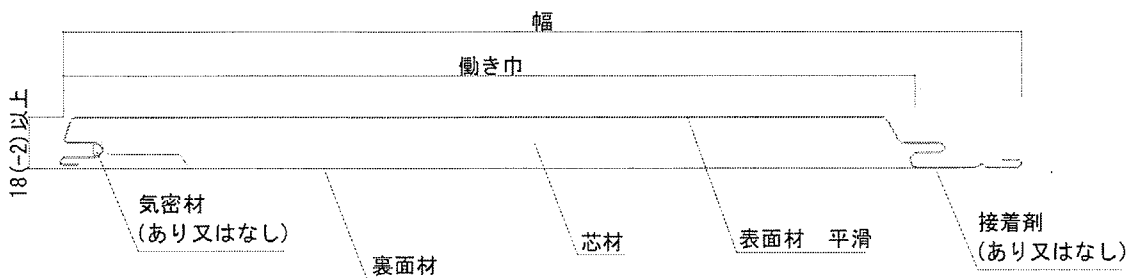 幅
働き巾
18(-2)以上
気密材
(あり又はなし)
裏面材
芯材
表面材 平滑
接着剤
(あり又はなし)